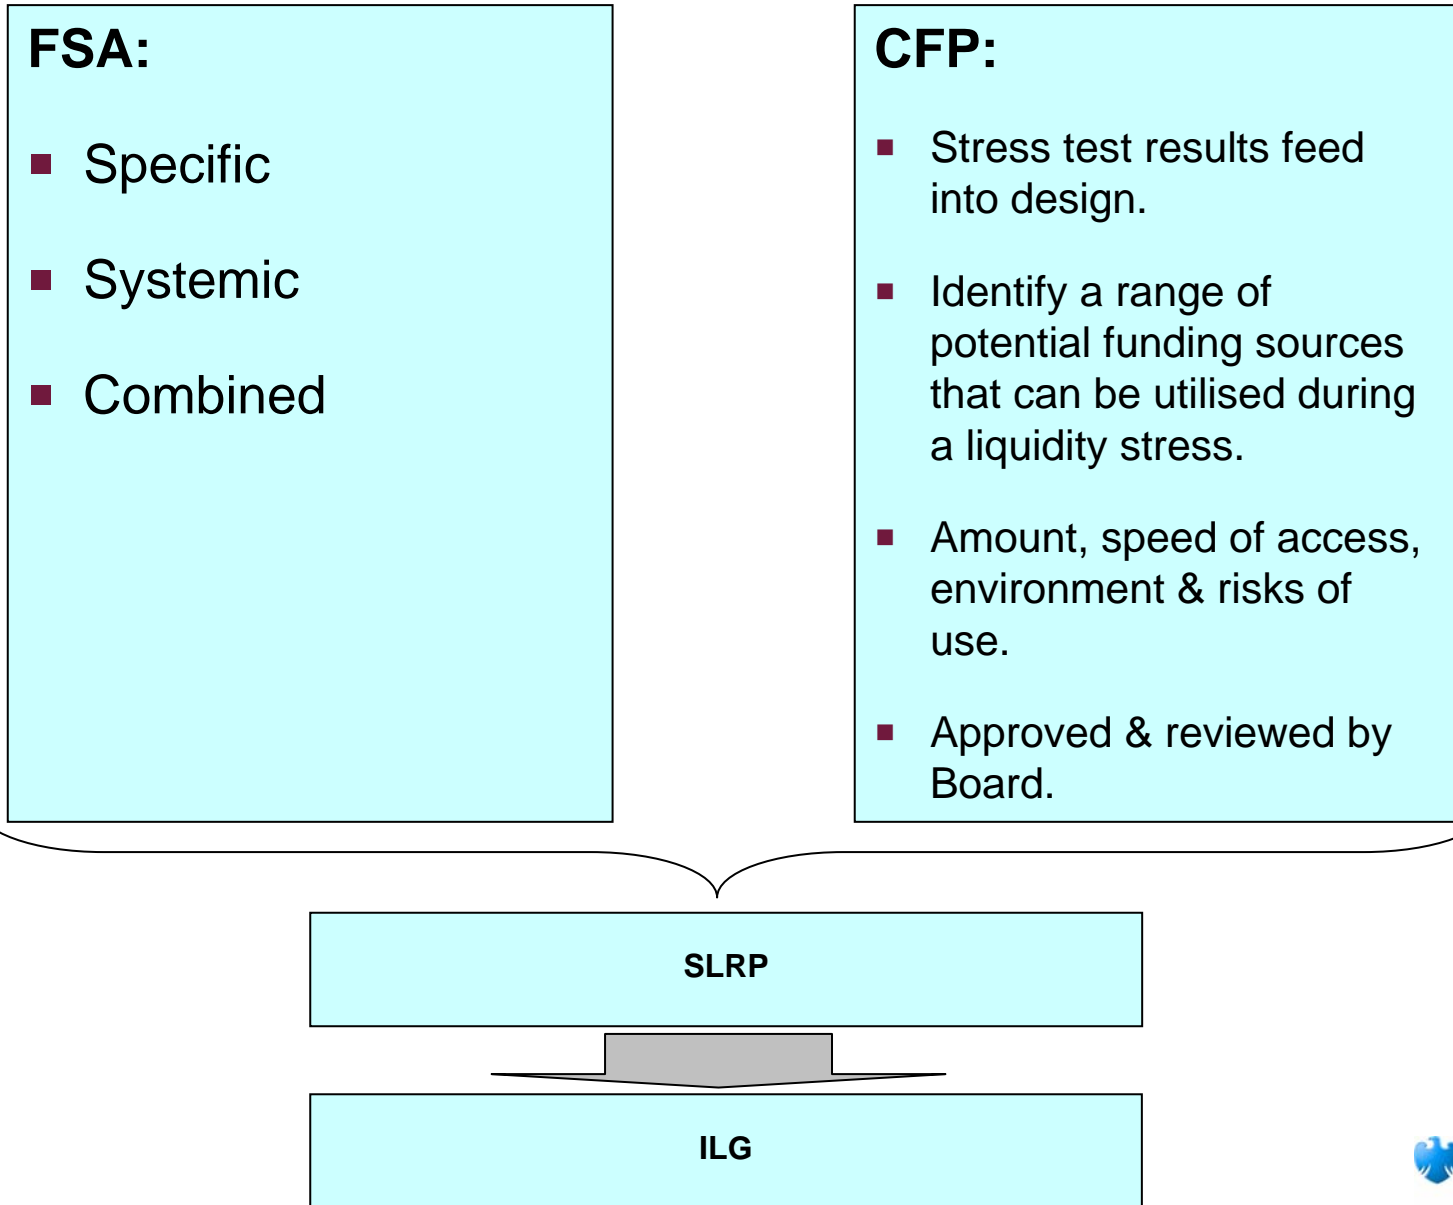 FSA:
■ Specific
■ Systemic
■ Combined
CFP:
■ Stress test results feed
into design.
■ Identify a range of
potential funding sources
that can be utilised during
a liquidity stress.
■ Amount, speed of access,
environment & risks of
use.
■ Approved & reviewed by
Board.
SLRP
ILG